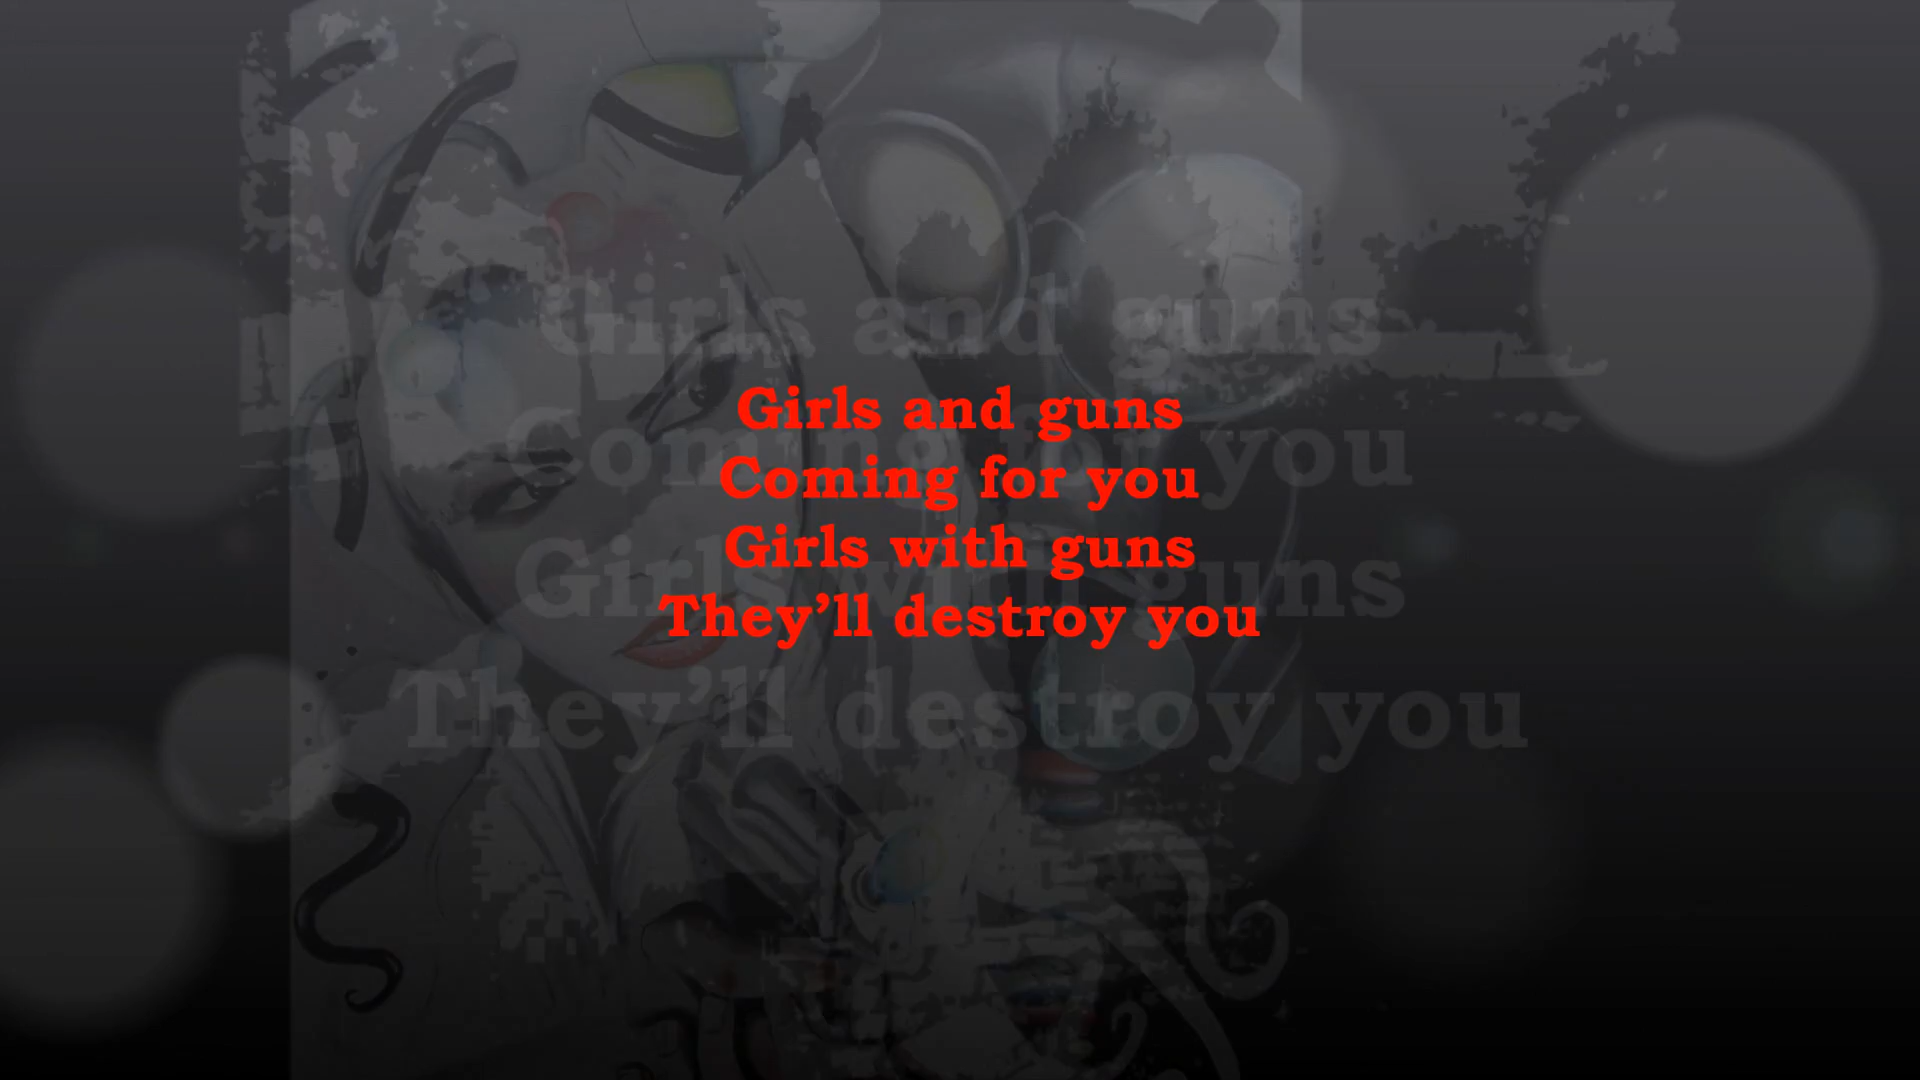 Girls and guns
Coming for you
Girls with guns
They’ll destroy you